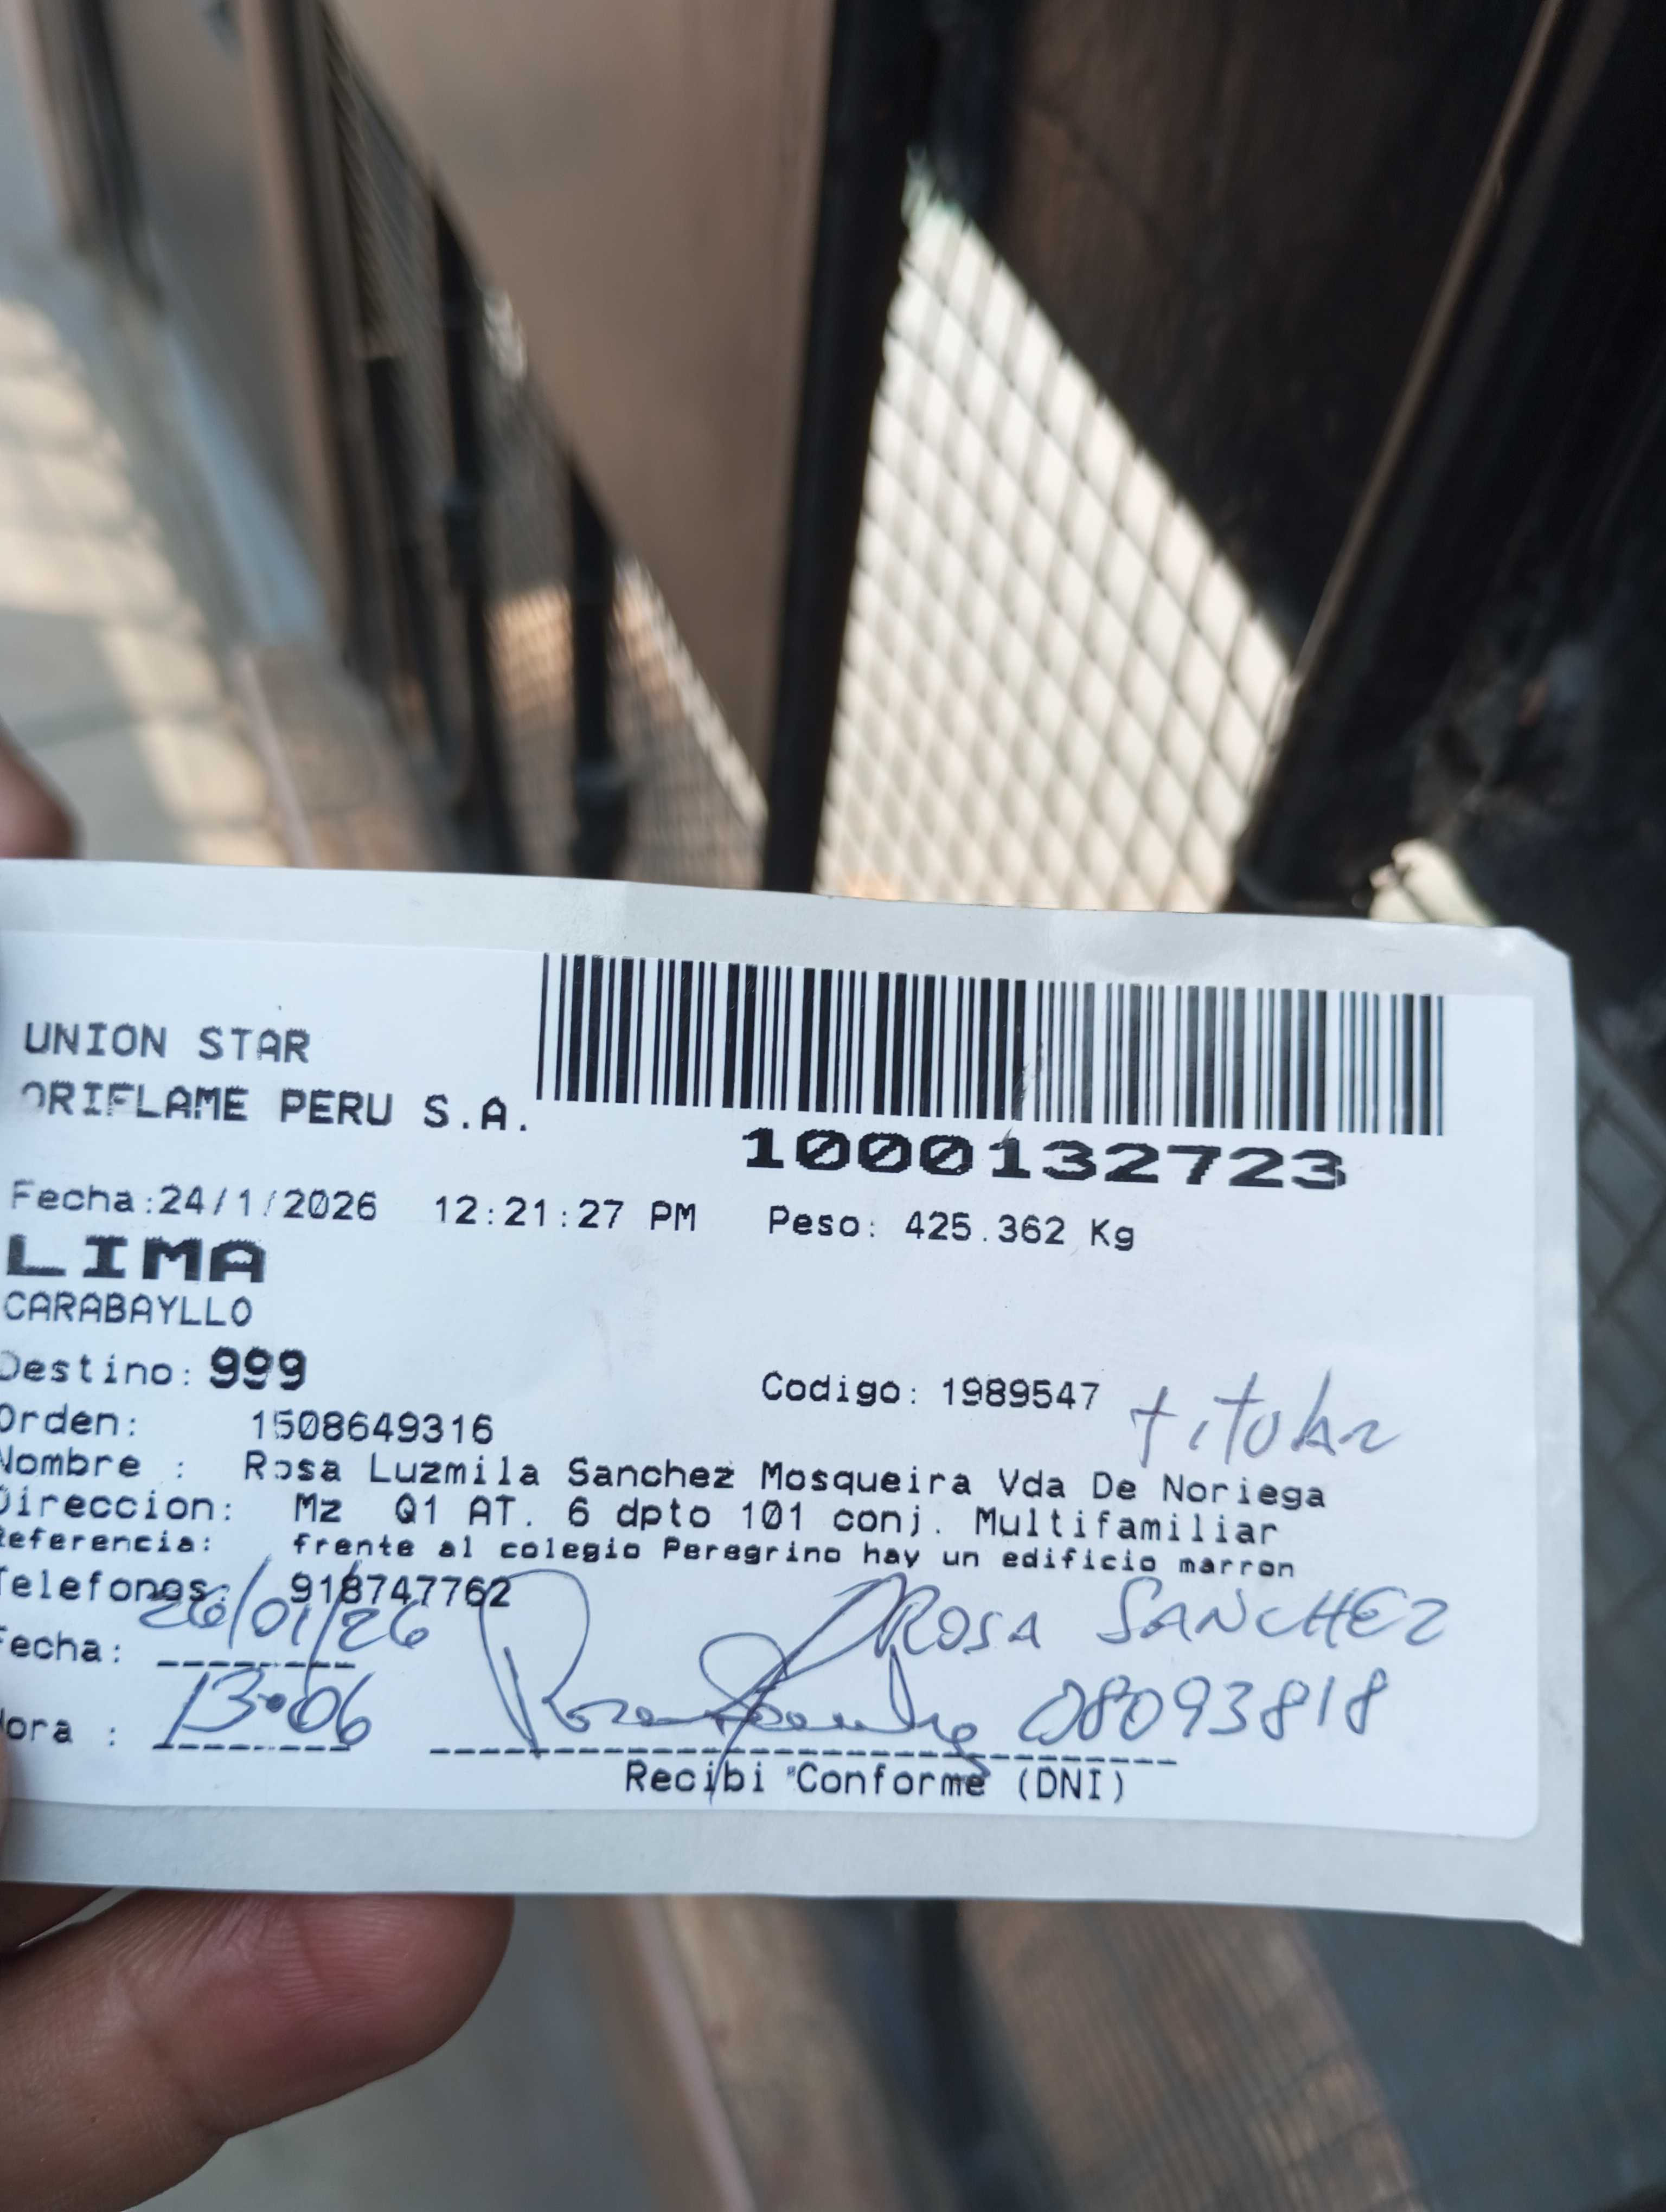 UNION STAR
ORIFLAME PERU S.A.
1000132723
Fecha:24/1/2026 12:21:27 PM Peso: 425.362 Kg
LIMA
CARABAYLLO
Destino: 999
Codigo: 1989547 titular
Orden: 1508649316
Nombre : Rosa Luzmila Sanchez Mosqueira Vda De Noriega
Direccion: Mz Q1 AT. 6 dpto 101 conj. Multifamiliar
Referencia: frente al colegio Peregrino hay un edificio marron
Telefonos: 918747762
Fecha: 26/01/26 ROSA SANCHEZ
Hora : 13:06 Rosa Sanchez 08093818
Recibi Conforme (DNI)